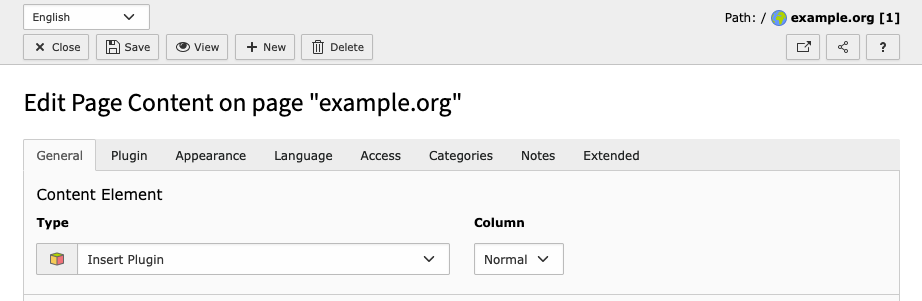 English
Path: / example.org [1]
Close Save View New Delete ?
Edit Page Content on page "example.org"
General Plugin Appearance Language Access Categories Notes Extended
Content Element
Type Column
Insert Plugin Normal